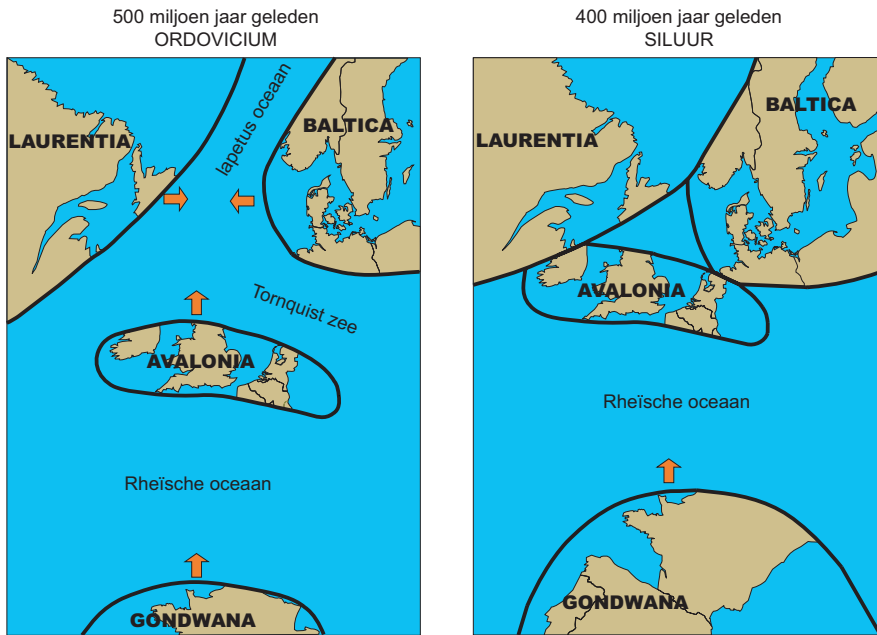 500 miljoen jaar geleden
ORDOVICIUM
LAURENTIA
Iapetus oceaan
BALTICA
Tornquist zee
AVALONIA
Rheïsche oceaan
GONDWANA
400 miljoen jaar geleden
SILUUR
LAURENTIA
BALTICA
AVALONIA
Rheïsche oceaan
GONDWANA